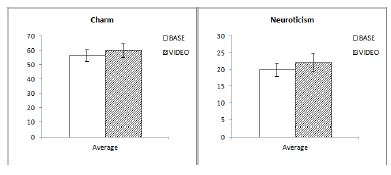 Charm
70
60
50
40
30
20
10
0
BASE
VIDEO
Average
Neuroticism
30
25
20
15
10
5
0
BASE
VIDEO
Average